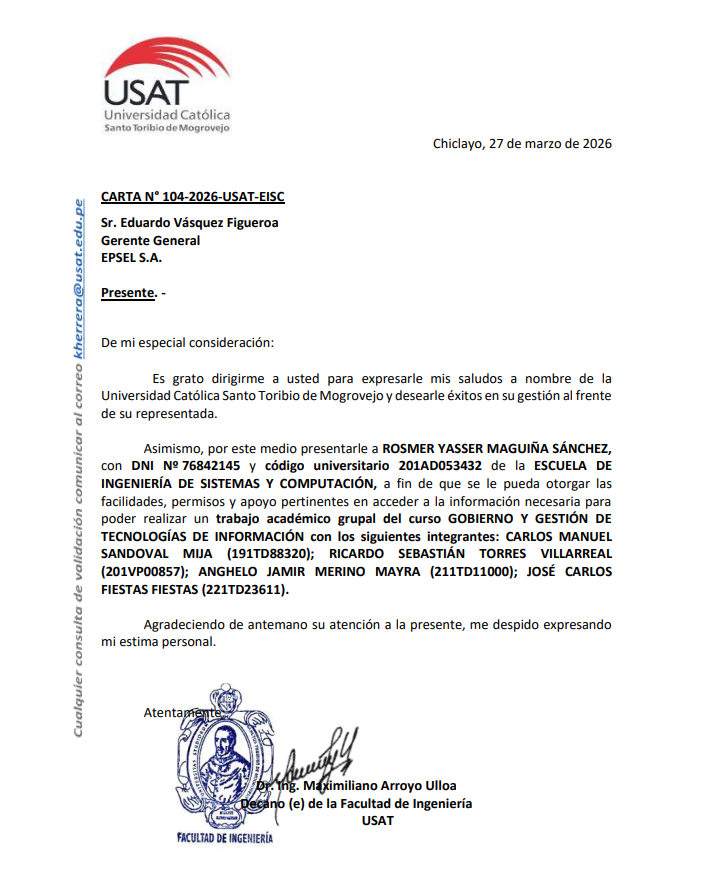 USAT
Universidad Católica
Santo Toribio de Mogrovejo
Chiclayo, 27 de marzo de 2026
CARTA N° 104-2026-USAT-EISC
Sr. Eduardo Vásquez Figueroa
Gerente General
EPSEL S.A.
Presente. -
De mi especial consideración:
Es grato dirigirme a usted para expresarle mis saludos a nombre de la
Universidad Católica Santo Toribio de Mogrovejo y desearle éxitos en su gestión al frente
de su representada.
Asimismo, por este medio presentarle a ROSMER YASSER MAGUIÑA SÁNCHEZ,
con DNI Nº 76842145 y código universitario 201AD053432 de la ESCUELA DE
INGENIERÍA DE SISTEMAS Y COMPUTACIÓN, a fin de que se le pueda otorgar las
facilidades, permisos y apoyo pertinentes en acceder a la información necesaria para
poder realizar un trabajo académico grupal del curso GOBIERNO Y GESTIÓN DE
TECNOLOGÍAS DE INFORMACIÓN con los siguientes integrantes: CARLOS MANUEL
SANDOVAL MIJA (191TD88320); RICARDO SEBASTIÁN TORRES VILLARREAL
(201VP00857); ANGHELO JAMIR MERINO MAYRA (211TD11000); JOSÉ CARLOS
FIESTAS FIESTAS (221TD23611).
Agradeciendo de antemano su atención a la presente, me despido expresando
mi estima personal.
Atentamente
Dr. Ing. Maximiliano Arroyo Ulloa
Decano (e) de la Facultad de Ingeniería
USAT
FACULTAD DE INGENIERÍA
Cualquier consulta de validación comunicar al correo kherrera@usat.edu.pe